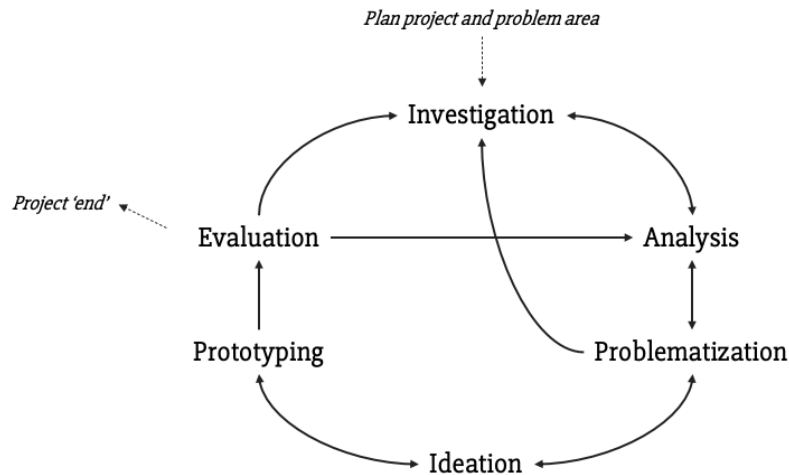 Plan project and problem area
Investigation
Project ‘end’
Evaluation
Analysis
Prototyping
Problematization
Ideation